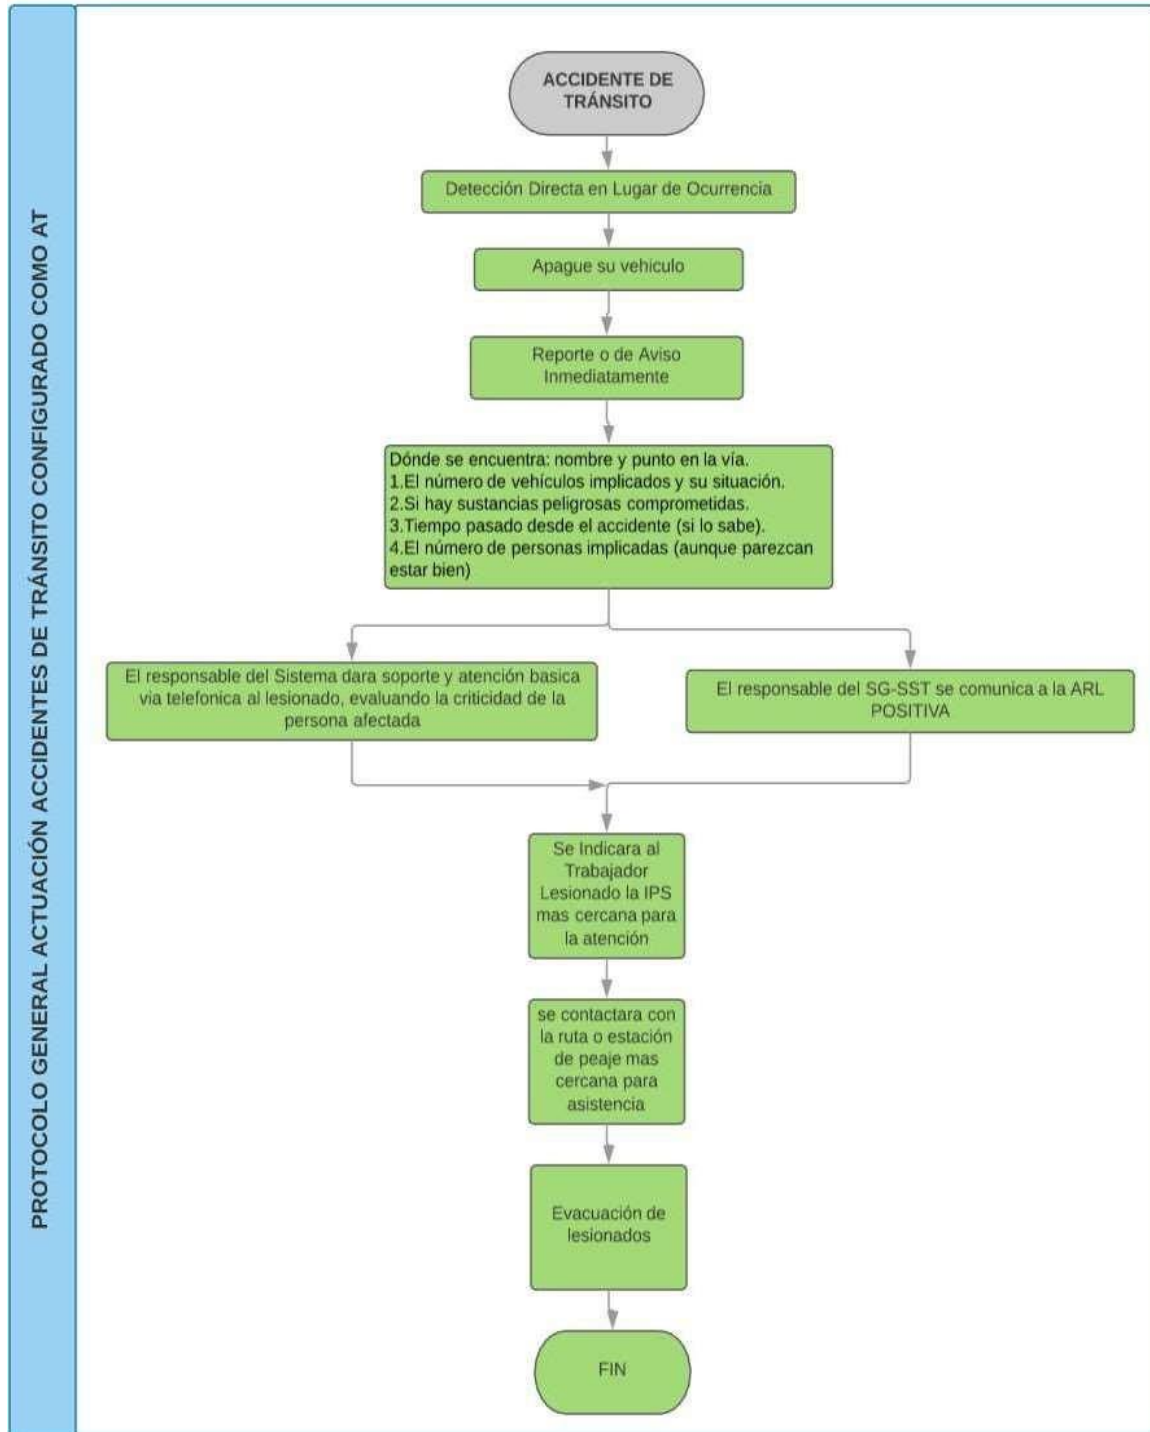 PROTOCOLO GENERAL ACTUACIÓN ACCIDENTES DE TRÁNSITO CONFIGURADO COMO AT
ACCIDENTE DE
TRÁNSITO
Detección Directa en Lugar de Ocurrencia
Apague su vehiculo
Reporte o de Aviso
Inmediatamente
Dónde se encuentra: nombre y punto en la vía.
1.El número de vehículos implicados y su situación.
2.Si hay sustancias peligrosas comprometidas.
3.Tiempo pasado desde el accidente (si lo sabe).
4.El número de personas implicadas (aunque parezcan
estar bien)
El responsable del Sistema dara soporte y atención basica
via telefonica al lesionado, evaluando la criticidad de la
persona afectada
El responsable del SG-SST se comunica a la ARL
POSITIVA
Se Indicara al
Trabajador
Lesionado la IPS
mas cercana para
la atención
se contactara con
la ruta o estación
de peaje mas
cercana para
asistencia
Evacuación de
lesionados
FIN